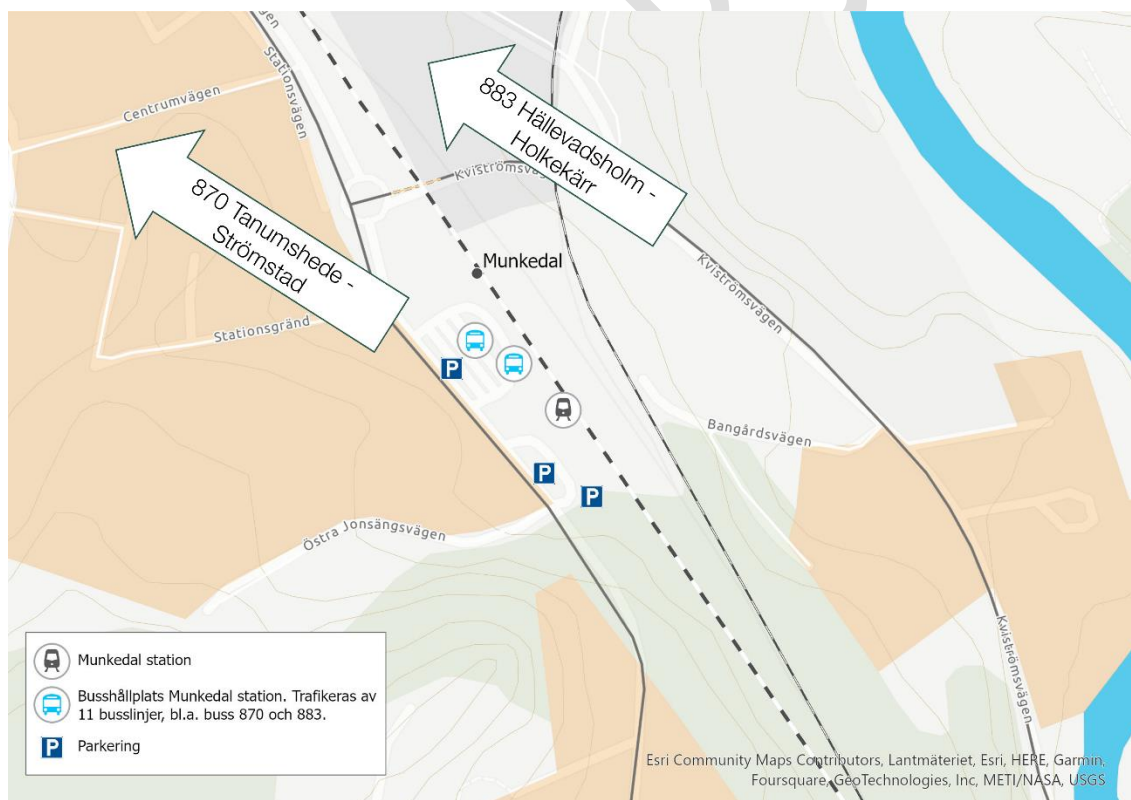 Stationsvägen
Centrumvägen
883 Hällevadsholm -
Holkekärr
Kviströmsväg
870 Tanumshede -
Strömstad
Munkedal
Kviströmsvägen
Stationsgränd
P
Bangårdsvägen
P
P
Östra Jonsängsvägen
Kviströmsvägen
Munkedal station
Busshållplats Munkedal station. Trafikeras av
11 busslinjer, bl.a. buss 870 och 883.
P Parkering
Esri Community Maps Contributors, Lantmäteriet, Esri, HERE, Garmin,
Foursquare, GeoTechnologies, Inc, METI/NASA, USGS